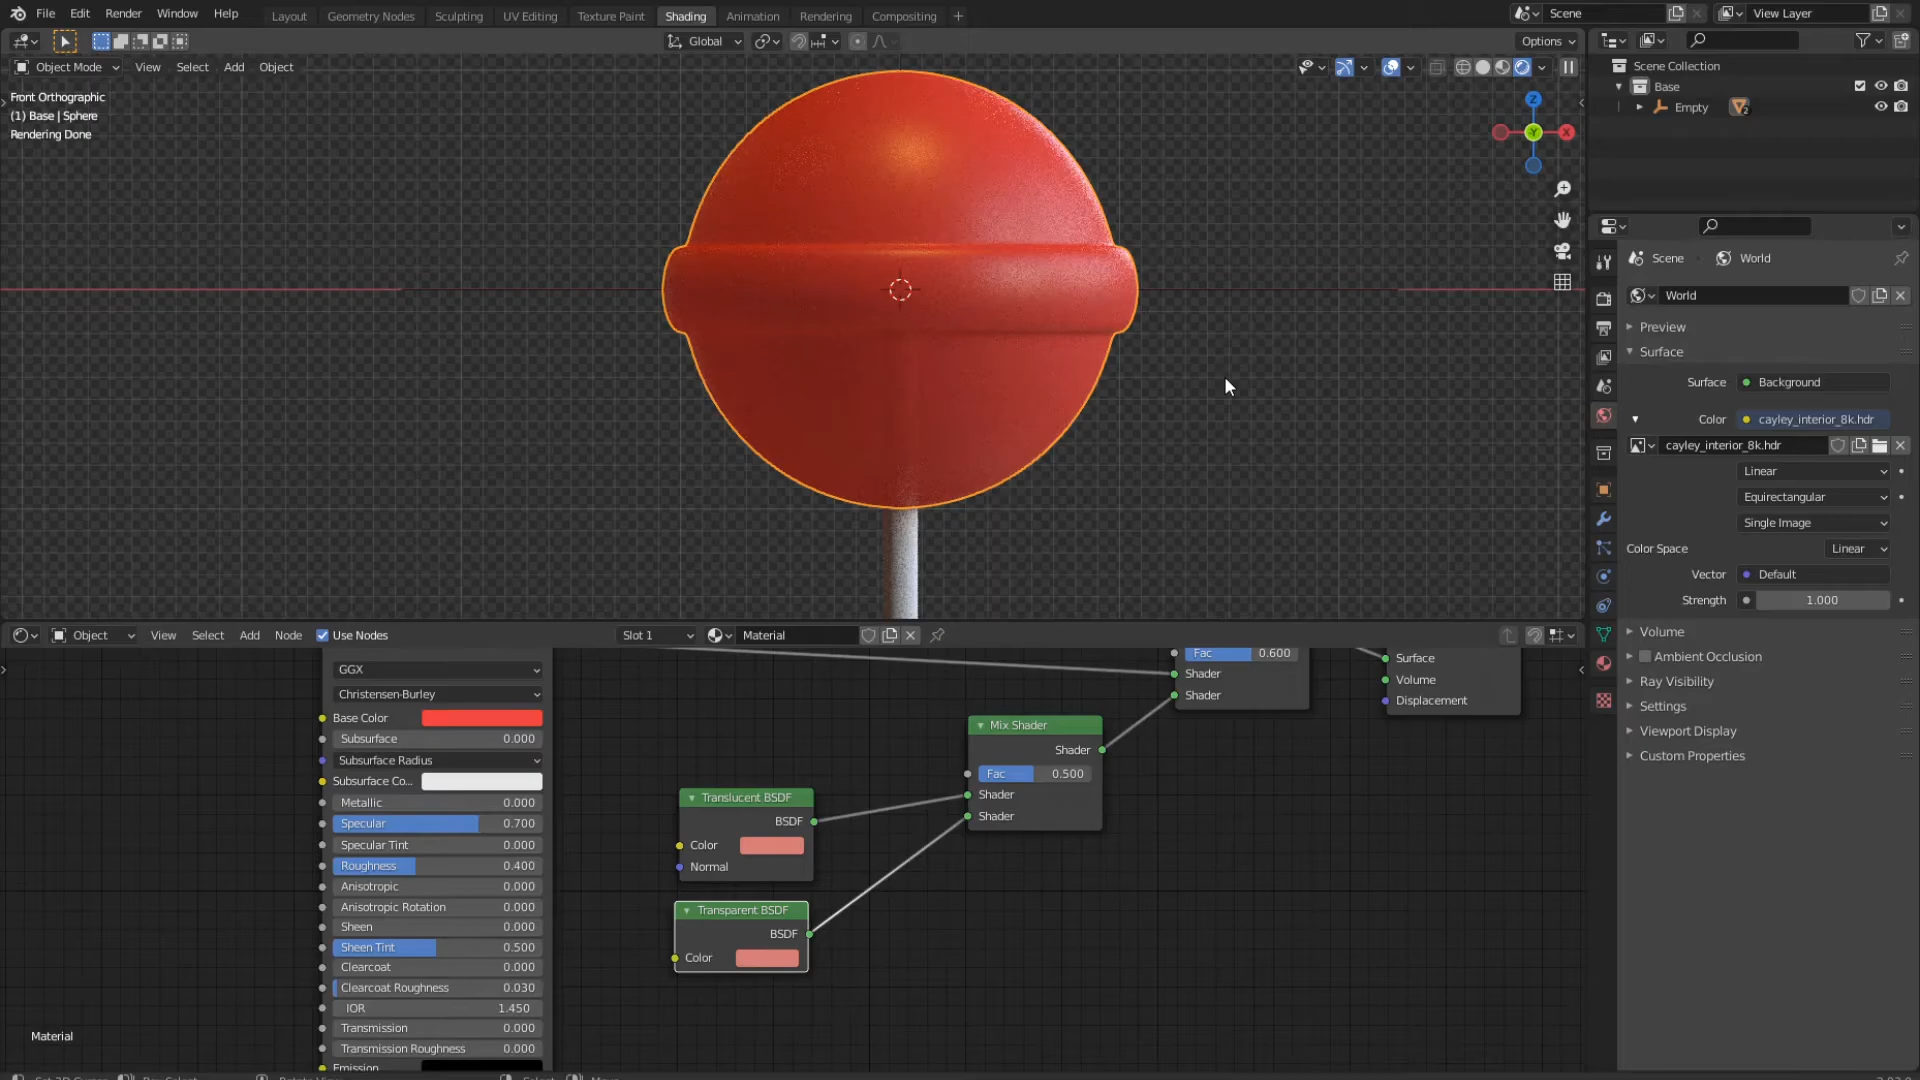 File Edit Render Window Help
Layout Geometry Nodes Sculpting UV Editing Texture Paint Shading Animation Rendering Compositing +
Scene
View Layer
Global
Options
Object Mode View Select Add Object
Front Orthographic
(1) Base | Sphere
Rendering Done
Z
Y
X
Scene Collection
Base
Empty
2
Scene World
World
Preview
Surface
Surface Background
Color cayley_interior_8k.hdr
cayley_interior_8k.hdr
Linear
Equirectangular
Single Image
Color Space Linear
Vector Default
Strength 1.000
Volume
Ambient Occlusion
Ray Visibility
Settings
Viewport Display
Custom Properties
Object View Select Add Node Use Nodes
Slot 1 Material
GGX
Christensen-Burley
Base Color
Subsurface 0.000
Subsurface Radius
Subsurface Co...
Metallic 0.000
Specular 0.700
Specular Tint 0.000
Roughness 0.400
Anisotropic 0.000
Anisotropic Rotation 0.000
Sheen 0.000
Sheen Tint 0.500
Clearcoat 0.000
Clearcoat Roughness 0.030
IOR 1.450
Transmission 0.000
Transmission Roughness 0.000
Emission
Translucent BSDF
BSDF
Color
Normal
Transparent BSDF
BSDF
Color
Mix Shader
Shader
Fac 0.500
Shader
Shader
Fac 0.600
Shader
Shader
Surface
Volume
Displacement
Material